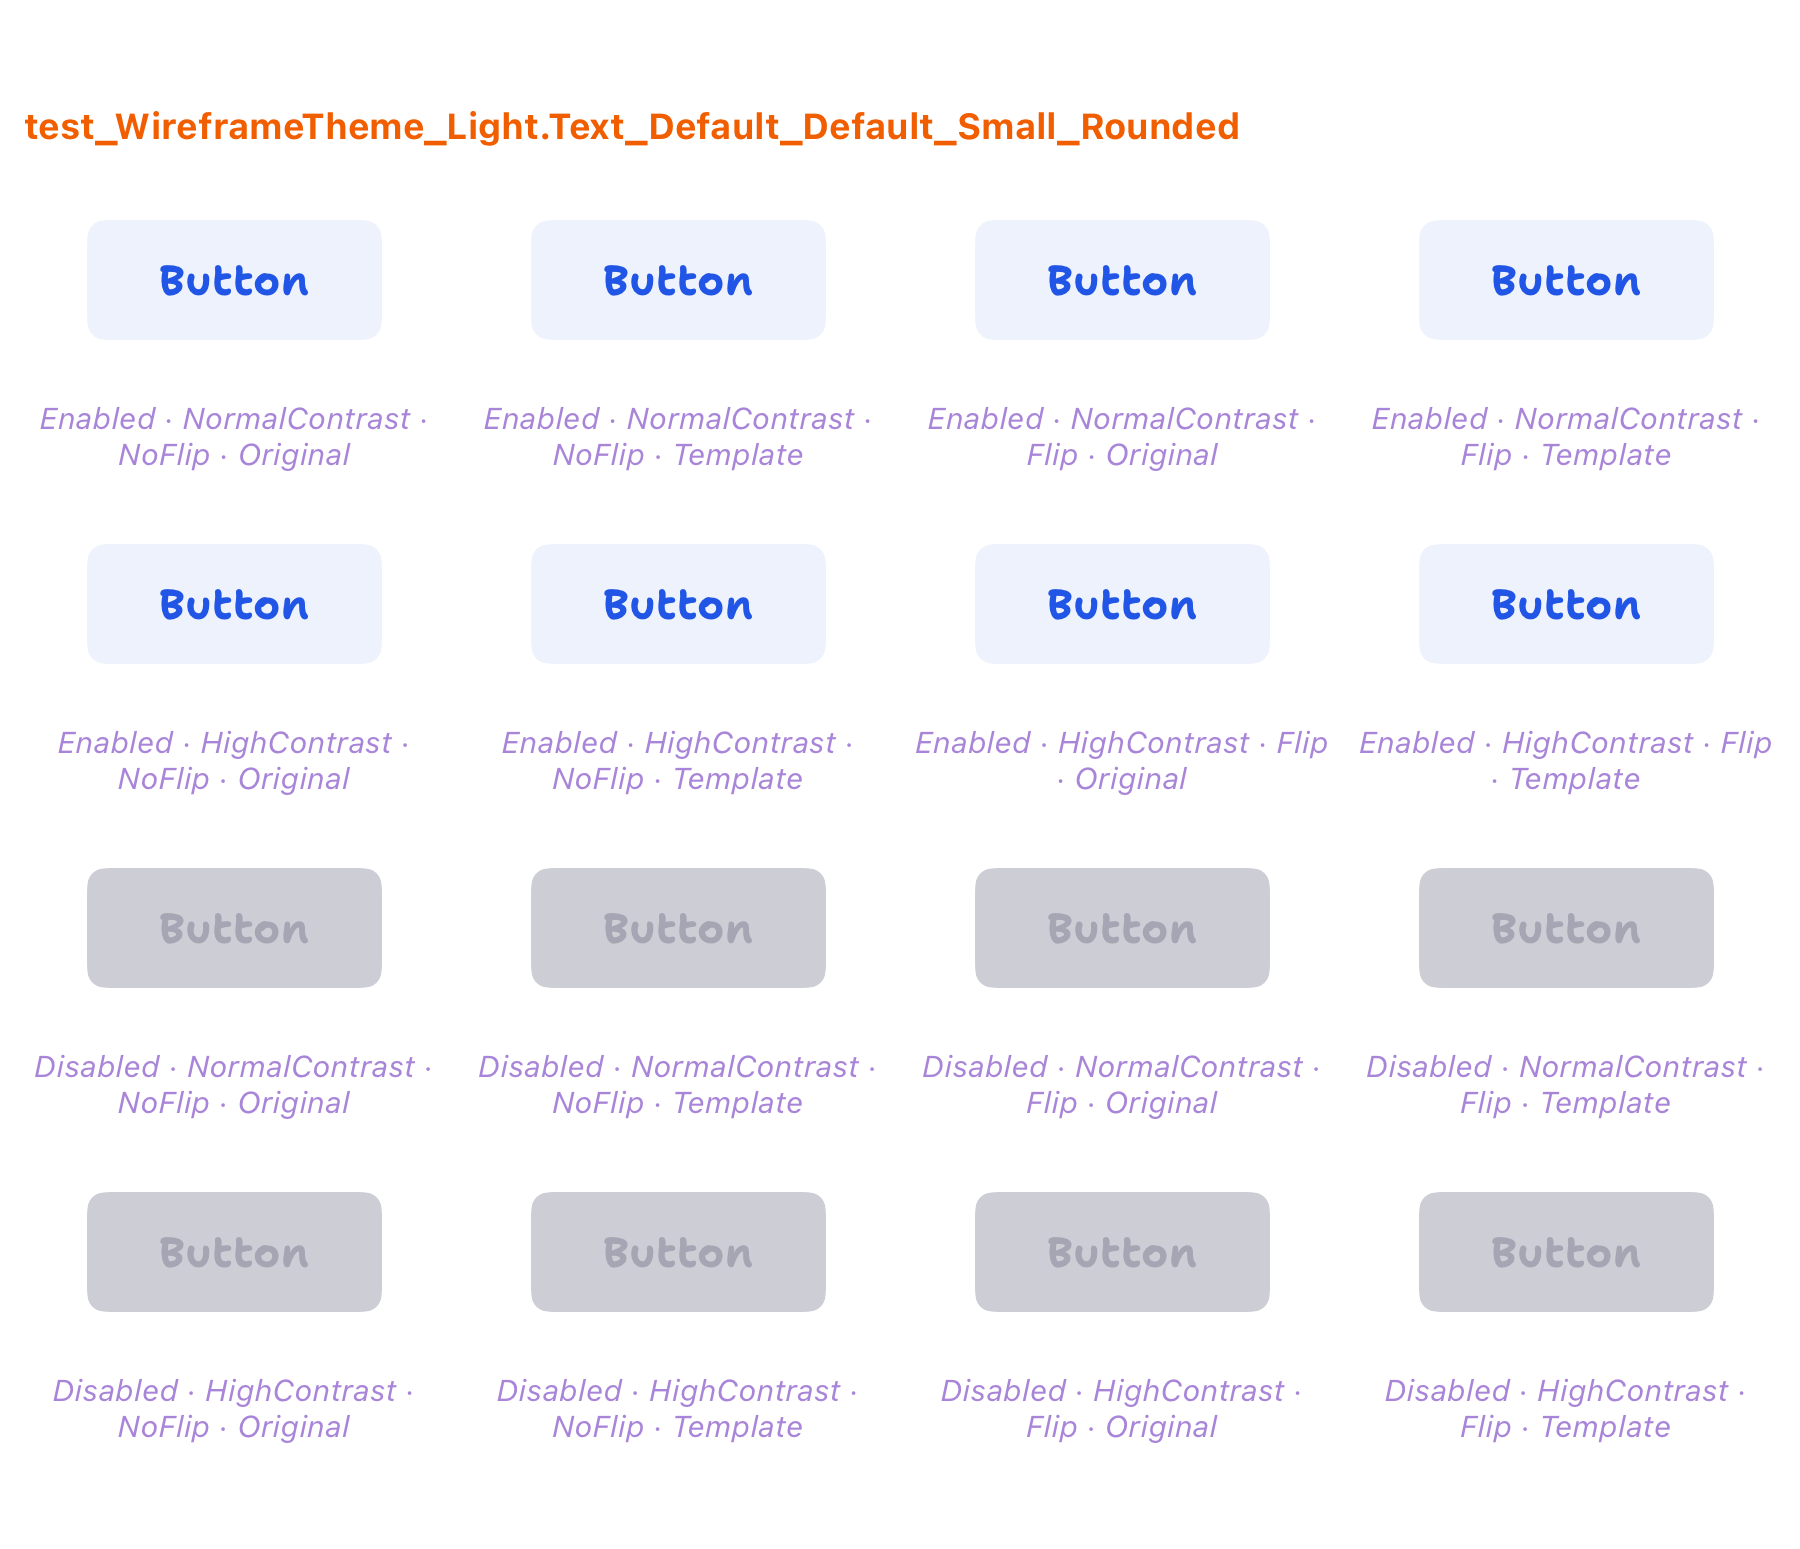 test_WireframeTheme_Light.Text_Default_Default_Small_Rounded
Button Button Button Button
Enabled · NormalContrast · Enabled · NormalContrast · Enabled · NormalContrast · Enabled · NormalContrast ·
NoFlip · Original NoFlip · Template Flip · Original Flip · Template
Button Button Button Button
Enabled · HighContrast · Enabled · HighContrast · Enabled · HighContrast · Flip Enabled · HighContrast · Flip
NoFlip · Original NoFlip · Template · Original · Template
Button Button Button Button
Disabled · NormalContrast · Disabled · NormalContrast · Disabled · NormalContrast · Disabled · NormalContrast ·
NoFlip · Original NoFlip · Template Flip · Original Flip · Template
Button Button Button Button
Disabled · HighContrast · Disabled · HighContrast · Disabled · HighContrast · Disabled · HighContrast ·
NoFlip · Original NoFlip · Template Flip · Original Flip · Template